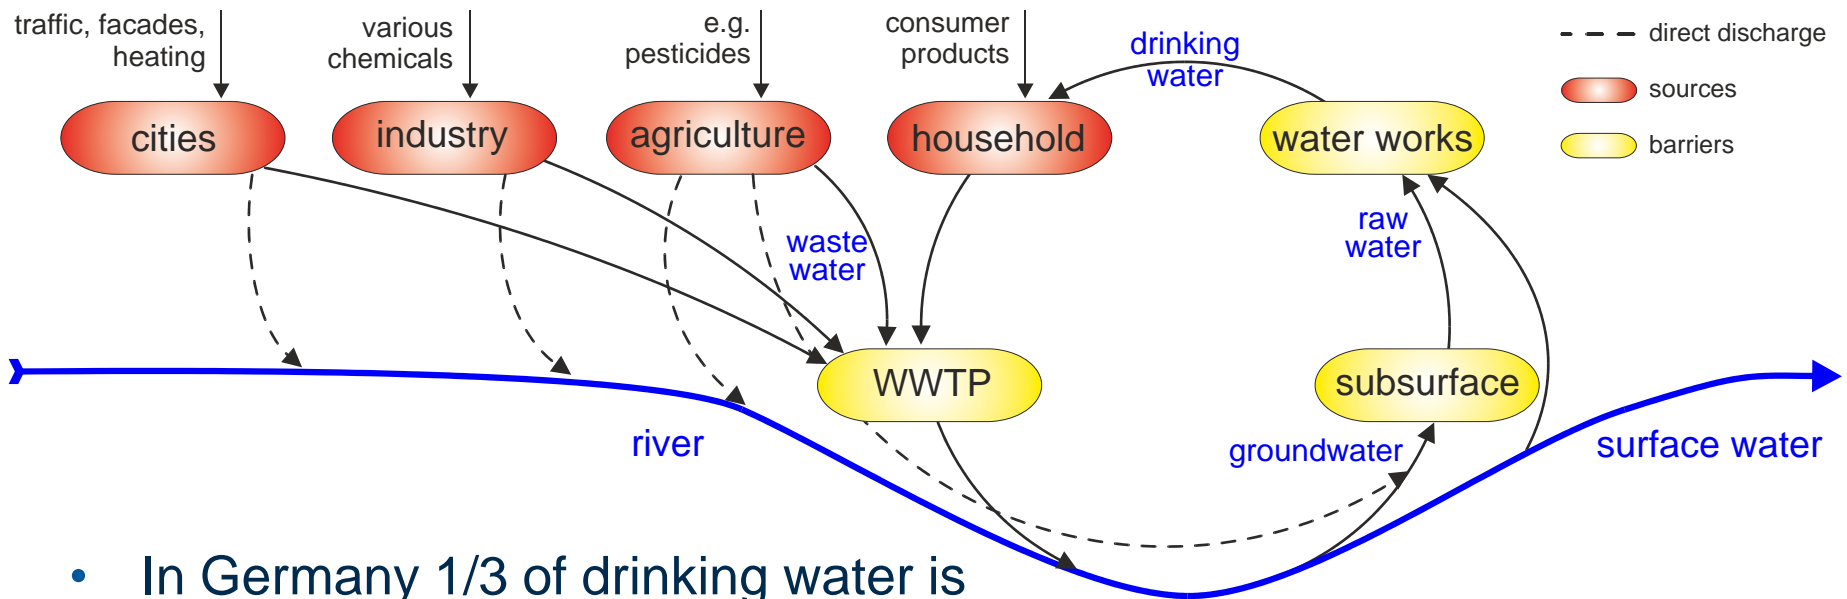 traffic, facades,
heating
various
chemicals
e.g.
pesticides
consumer
products
drinking
water
direct discharge
sources
barriers
cities
industry
agriculture
household
water works
waste
water
raw
water
WWTP
subsurface
river
groundwater
surface water
• In Germany 1/3 of drinking water is